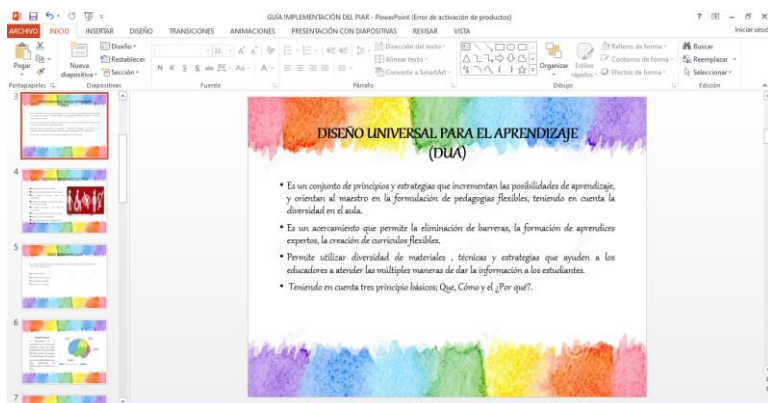 GUÍA IMPLEMENTACIÓN DEL PIAR - PowerPoint (Error de activación de productos)
ARCHIVO INICIO INSERTAR DISEÑO TRANSICIONES ANIMACIONES PRESENTACIÓN CON DIAPOSITIVAS REVISAR VISTA
Iniciar sesió
Pegar
Nueva
diapositiva
Diseño
Restablecer
Sección
N K S S abc AV Aa A
Dirección del texto
Alinear texto
Convertir a SmartArt
Organizar
Estilos
rápidos
Relleno de forma
Contorno de forma
Efectos de forma
Buscar
Reemplazar
Seleccionar
Portapapeles
Diapositivas
Fuente
Párrafo
Dibujo
Edición
3
4
5
6
7
DISEÑO UNIVERSAL PARA EL APRENDIZAJE
(DUA)
• Es un conjunto de principios y estrategias que incrementan las posibilidades de aprendizaje,
y orientan al maestro en la formulación de pedagogías flexibles, teniendo en cuenta la
diversidad en el aula.
• Es un acercamiento que permite la eliminación de barreras, la formación de aprendices
expertos, la creación de currículos flexibles.
• Permite utilizar diversidad de materiales , técnicas y estrategias que ayuden a los
educadores a atender las múltiples maneras de dar la información a los estudiantes.
• Teniendo en cuenta tres principio básicos; Que, Cómo y el ¿Por qué?.